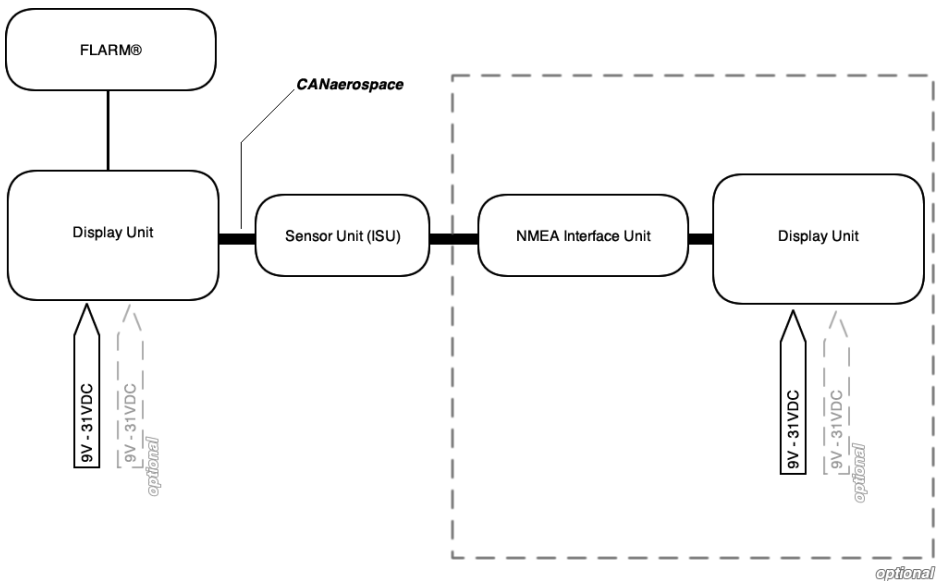 FLARM®
CANaerospace
Display Unit
Sensor Unit (ISU)
NMEA Interface Unit
Display Unit
9V - 31VDC
9V - 31VDC
optional
9V - 31VDC
9V - 31VDC
optional
optional